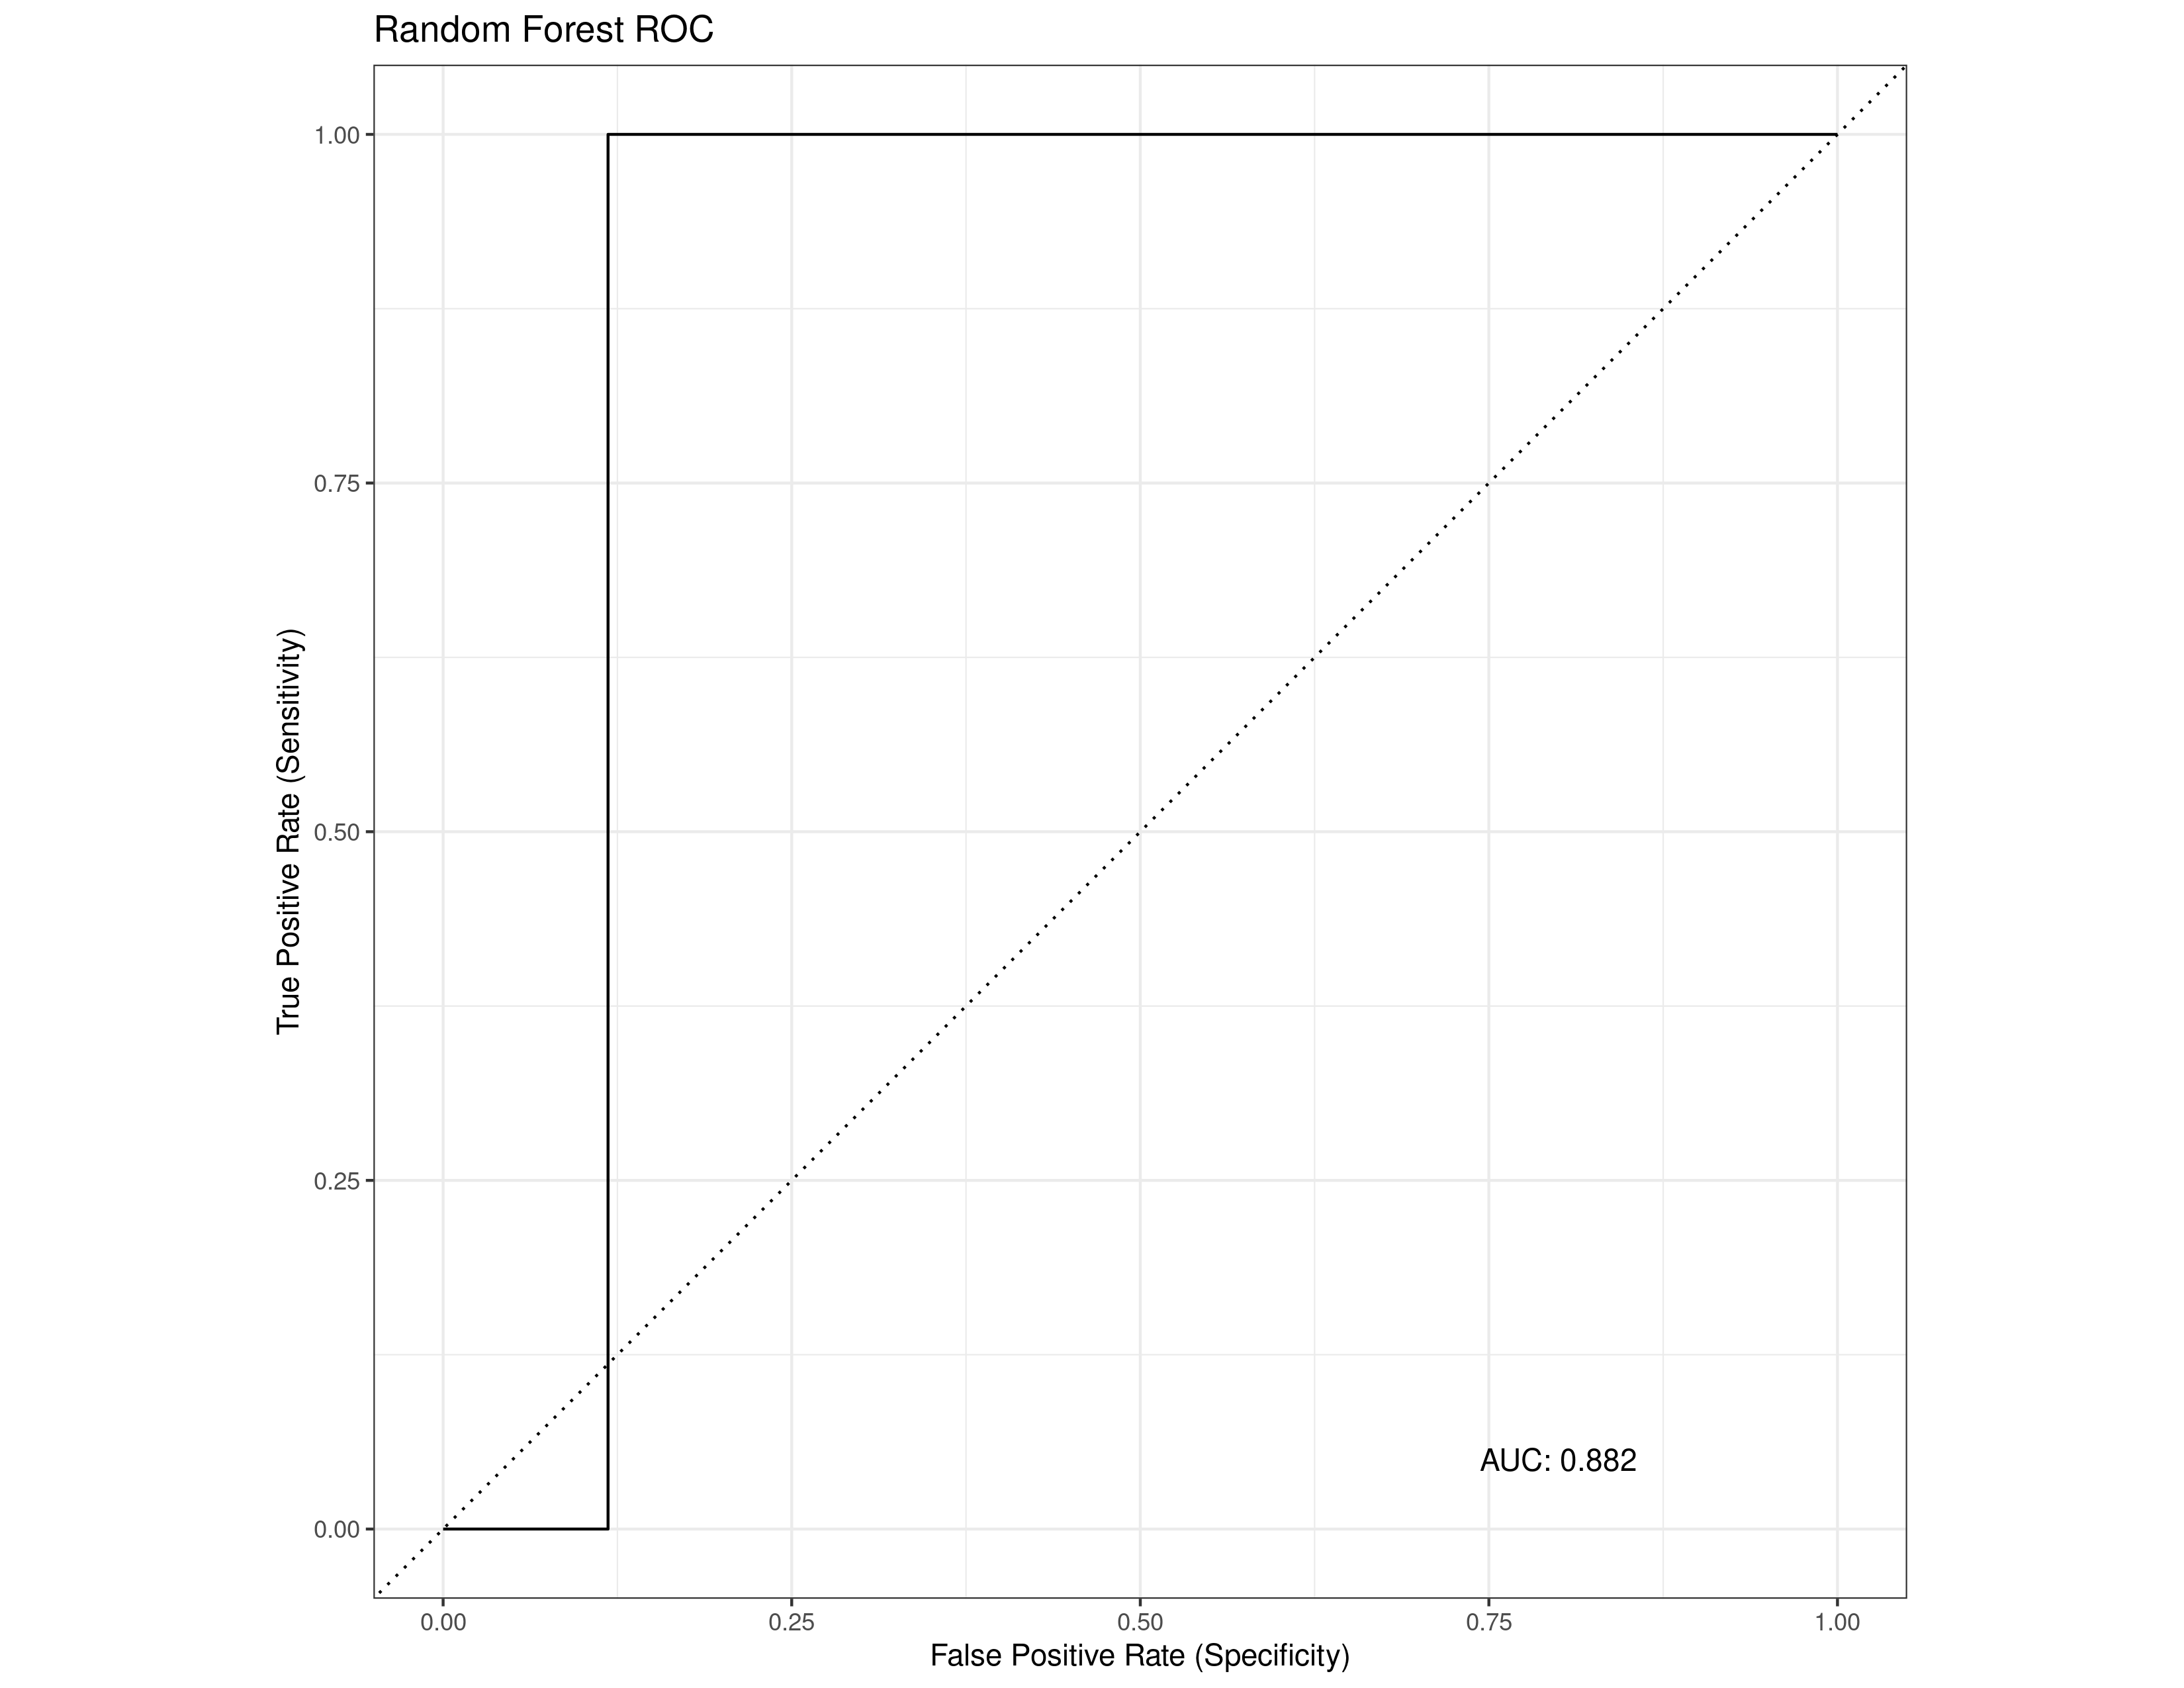 Random Forest ROC
1.00
0.75
0.50
0.25
0.00
True Positive Rate (Sensitivity)
AUC: 0.882
0.00
0.25
0.50
0.75
1.00
False Positive Rate (Specificity)